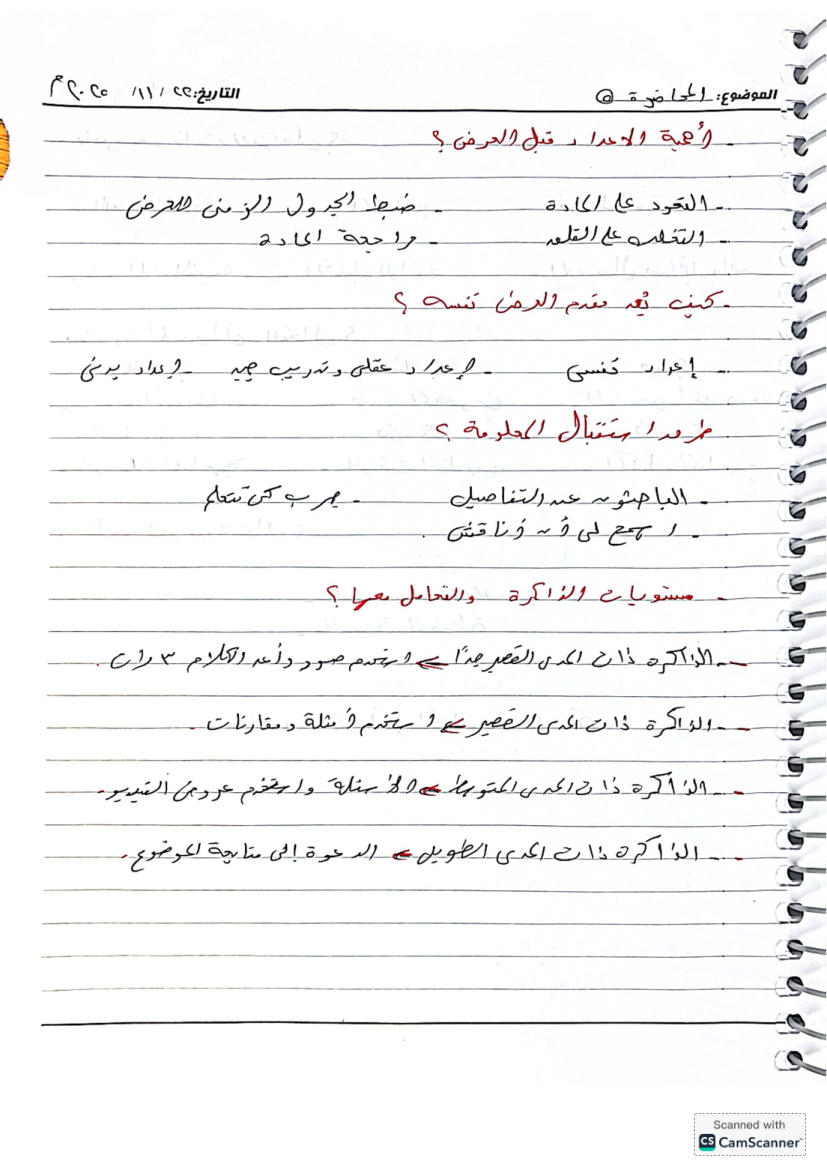 الموضوع: المحاضرة ⑤ التاريخ: ٢٢ / ١١ / ٢٠٢٥ م
- أهمية الاعداد قبل العرض ؟
- التعود على المادة - ضبط الجدول الزمني للعرض
- التغلب على القلق - مراجعة المادة
- كيف يُعد مقدم العرض نفسه ؟
- إعداد نفسي - إعداد عقلي وتدريب جيد - إعداد بدني
- طرق استقبال المعلومة ؟
- الباحثون عن التفاصيل - جرب كي تتعلم
- اسمح لي أن أناقش .
- مستويات الذاكرة والتعامل معها ؟
- الذاكرة ذات المدى القصير جدًا ← استخدم صور وأعد الكلام ٣ مرات .
- الذاكرة ذات المدى القصير ← استخدم أمثلة ومقارنات .
- الذاكرة ذات المدى المتوسط ← الأسئلة واستخدم عروض الفيديو .
- الذاكرة ذات المدى الطويل ← الدعوة إلى متابعة الموضوع .
Scanned with
CS CamScanner